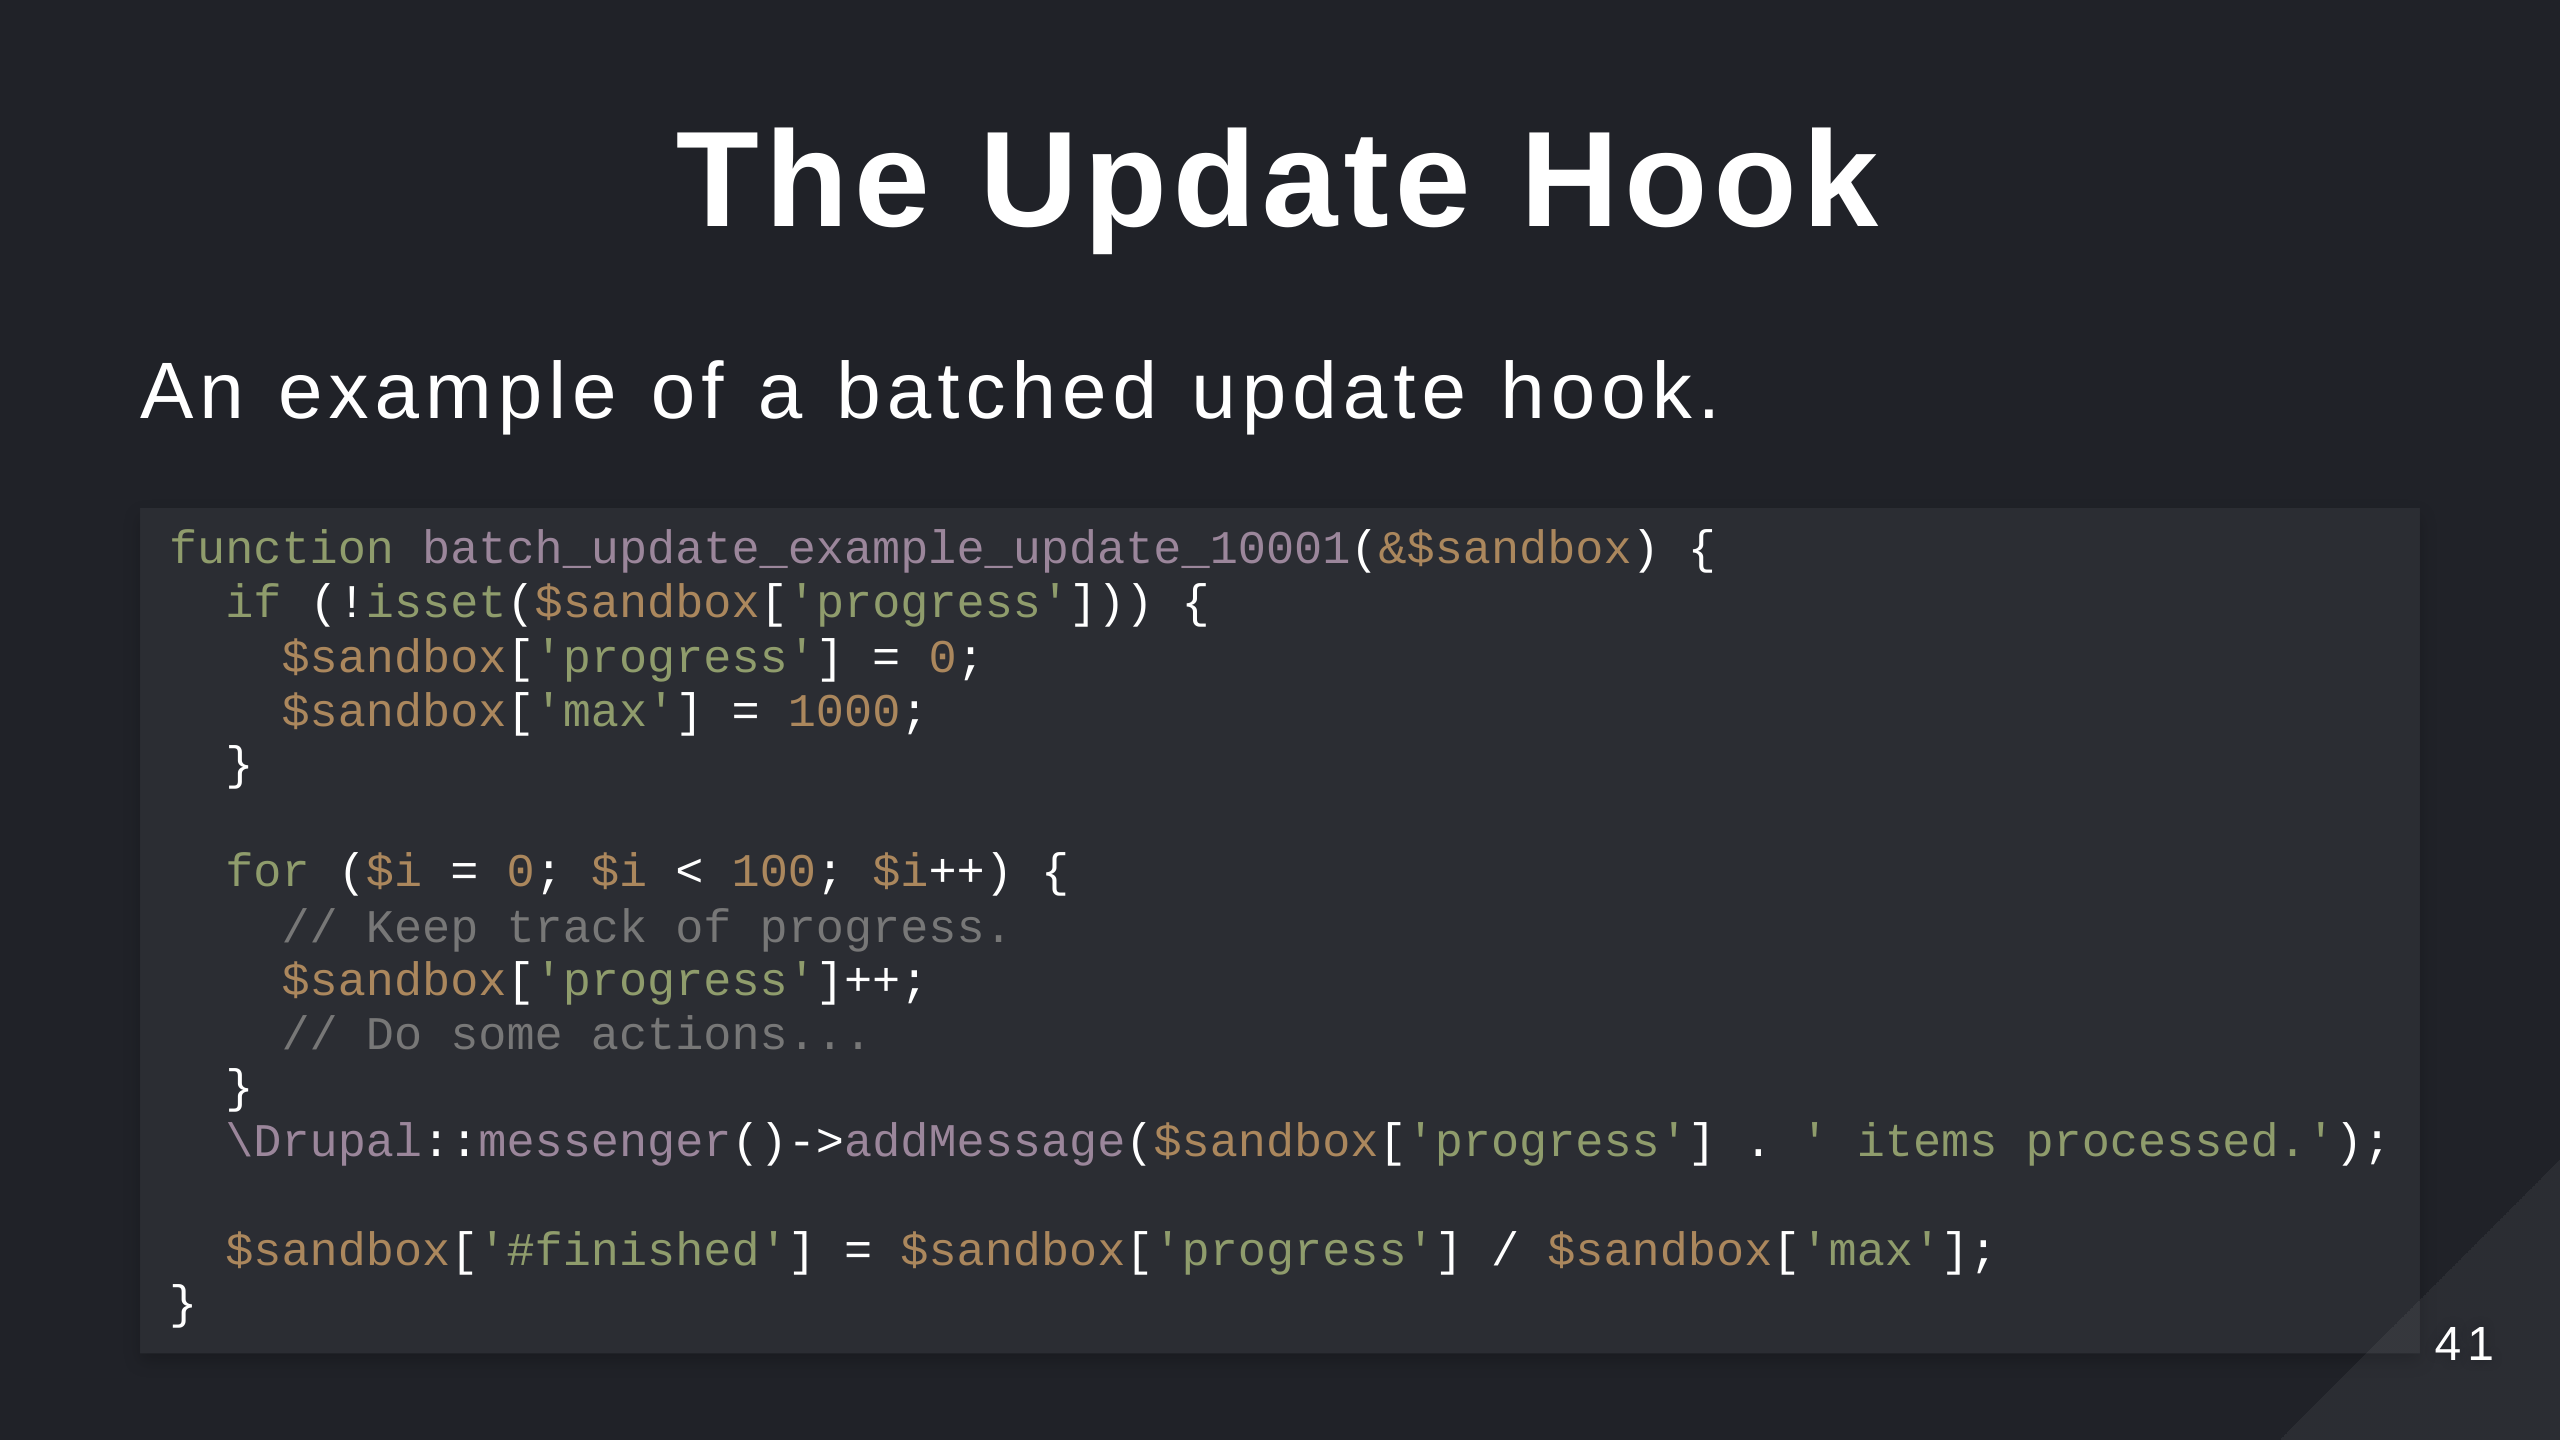 The Update Hook
An example of a batched update hook.
function batch_update_example_update_10001(&$sandbox) {
  if (!isset($sandbox['progress'])) {
    $sandbox['progress'] = 0;
    $sandbox['max'] = 1000;
  }

  for ($i = 0; $i < 100; $i++) {
    // Keep track of progress.
    $sandbox['progress']++;
    // Do some actions...
  }
  \Drupal::messenger()->addMessage($sandbox['progress'] . ' items processed.');

  $sandbox['#finished'] = $sandbox['progress'] / $sandbox['max'];
}
41